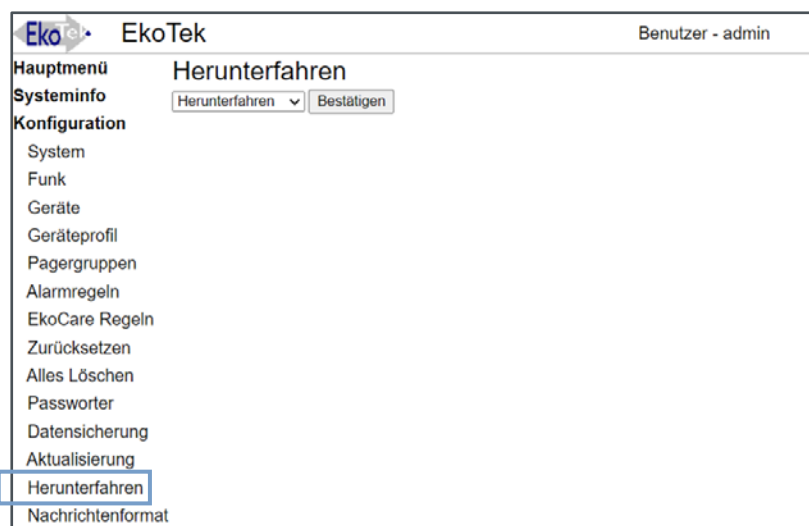 EkoTek EkoTek Benutzer - admin
Hauptmenü Herunterfahren
Systeminfo Herunterfahren Bestätigen
Konfiguration
System
Funk
Geräte
Geräteprofil
Pagergruppen
Alarmregeln
EkoCare Regeln
Zurücksetzen
Alles Löschen
Passworter
Datensicherung
Aktualisierung
Herunterfahren
Nachrichtenformat